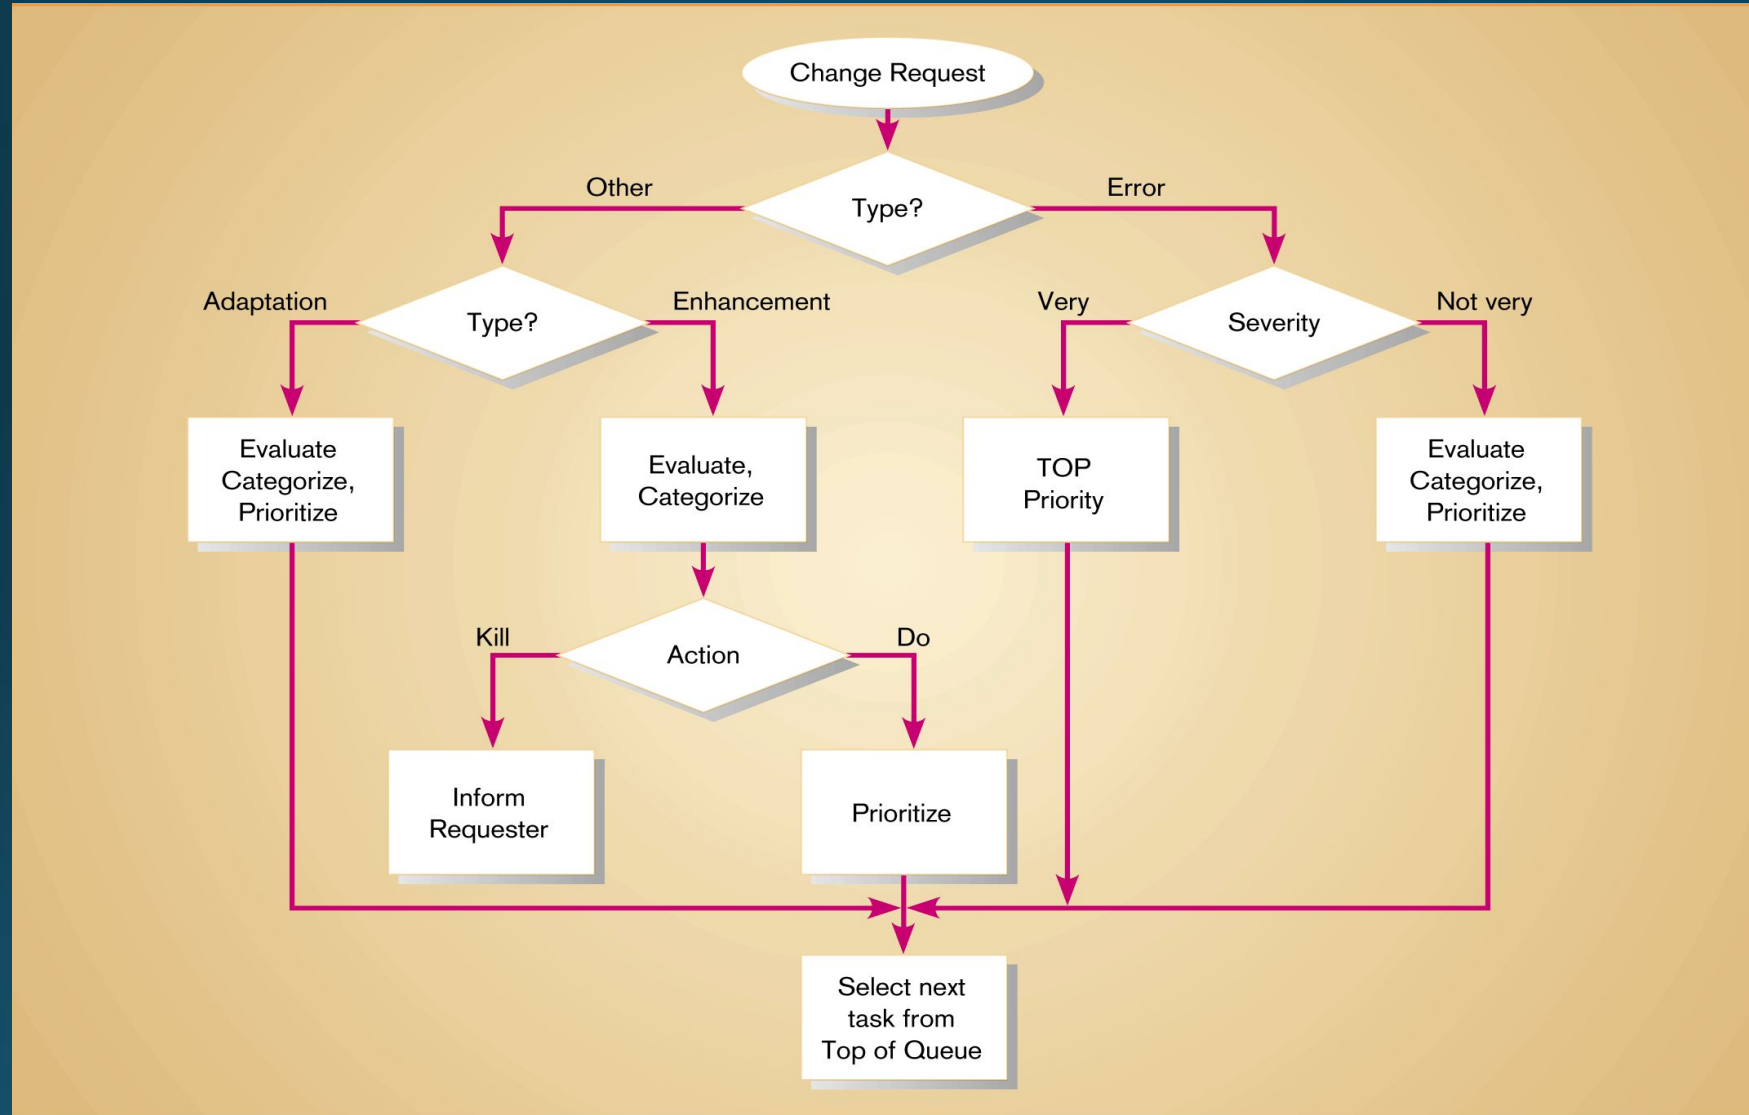 Change Request
Type?
Other
Error
Type?
Adaptation
Enhancement
Severity
Very
Not very
Evaluate
Categorize,
Prioritize
Evaluate,
Categorize
TOP
Priority
Evaluate
Categorize,
Prioritize
Action
Kill
Do
Inform
Requester
Prioritize
Select next
task from
Top of Queue